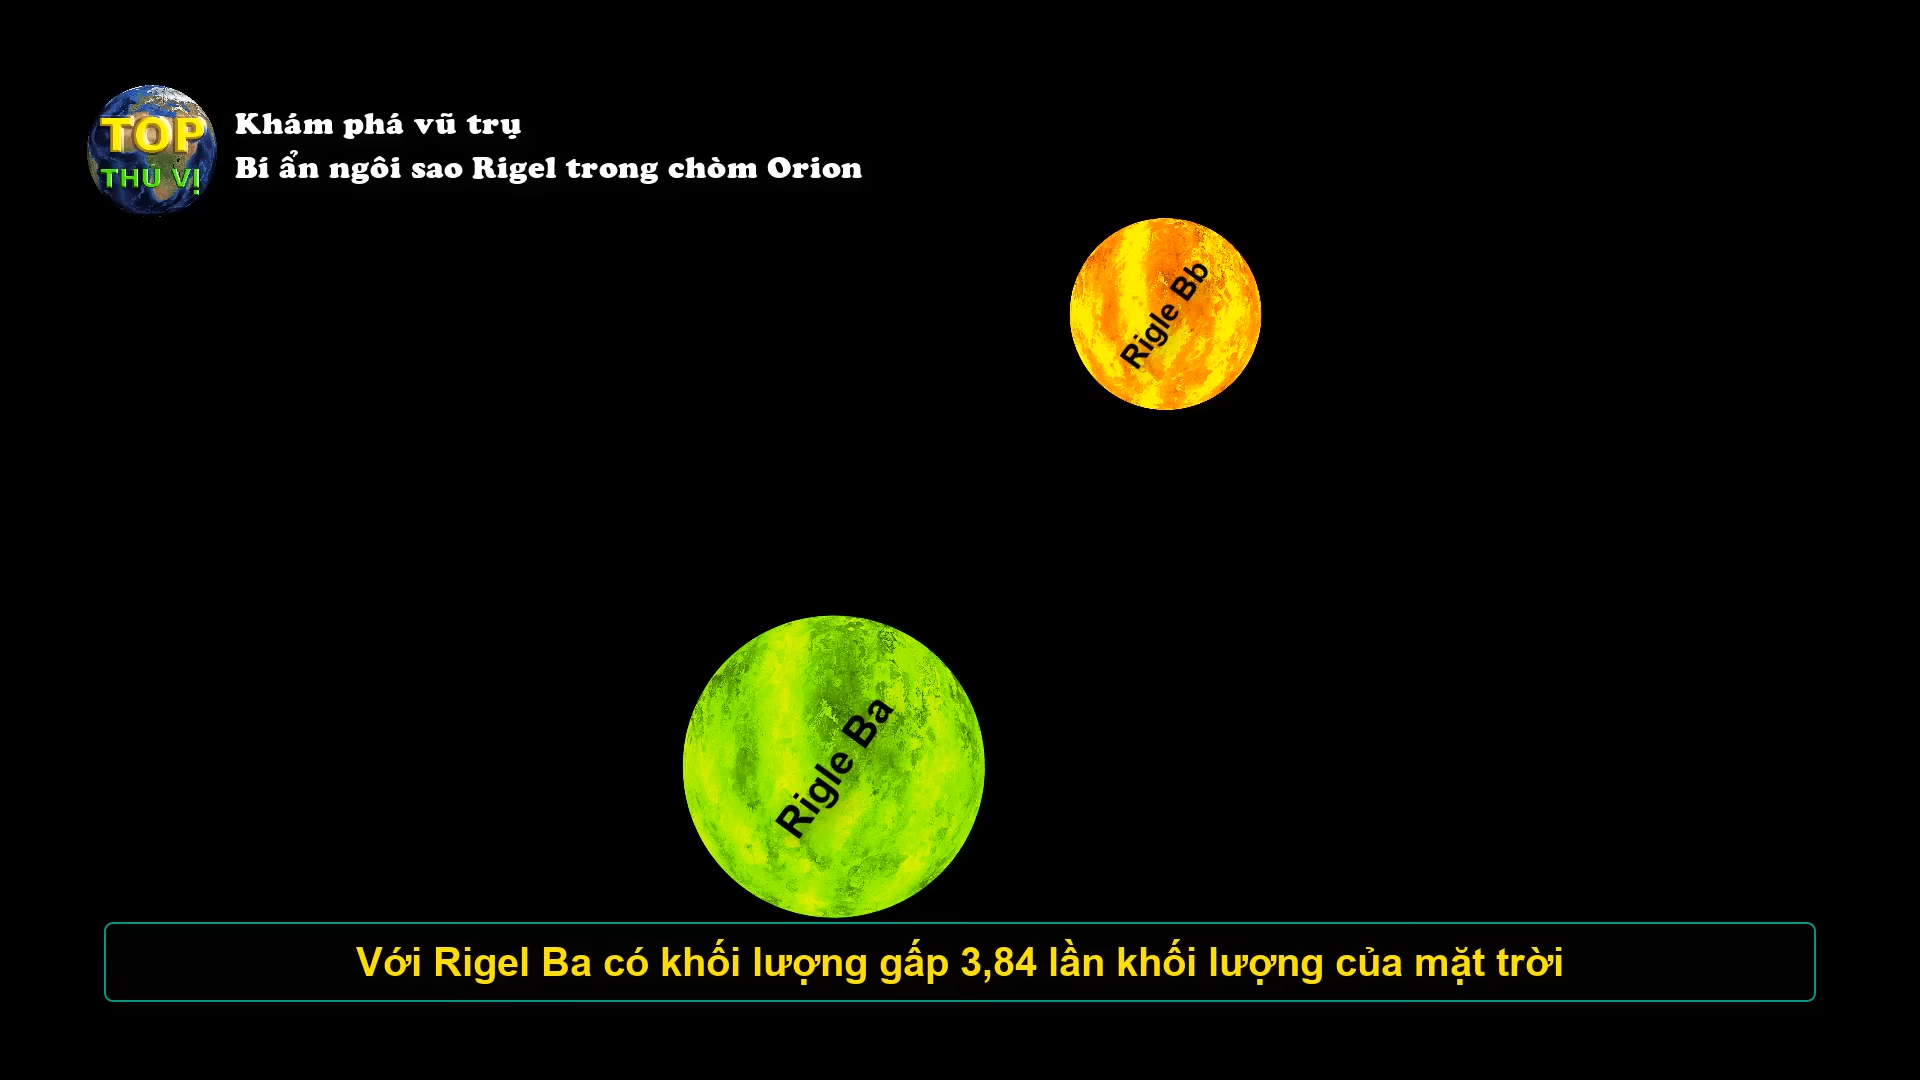 TOP
THÚ VỊ
Khám phá vũ trụ
Bí ẩn ngôi sao Rigel trong chòm Orion
Rigle Bb
Rigle Ba
Với Rigel Ba có khối lượng gấp 3,84 lần khối lượng của mặt trời